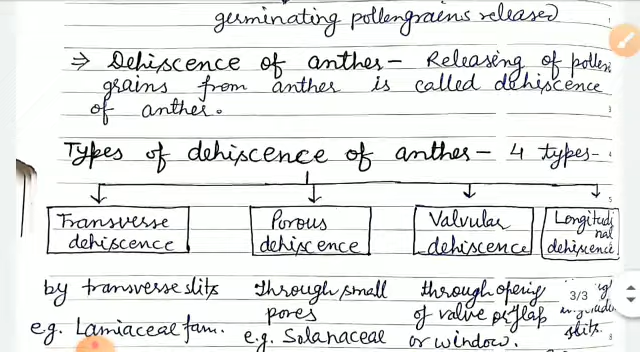 germinating pollengrains released
⇒ Dehiscence of anther - Releasing of pollen
grains from anther is called dehiscence
of anther.
Types of dehiscence of anther - 4 types-
Transverse dehiscence
Porous dehiscence
Valvular dehiscence
Longitudinal dehiscence
by transverse slits
e.g. Lamiaceae fam.
through small
pores
e.g. Solanaceae
through opening
of valve or flap
or window.
3/3
slits.